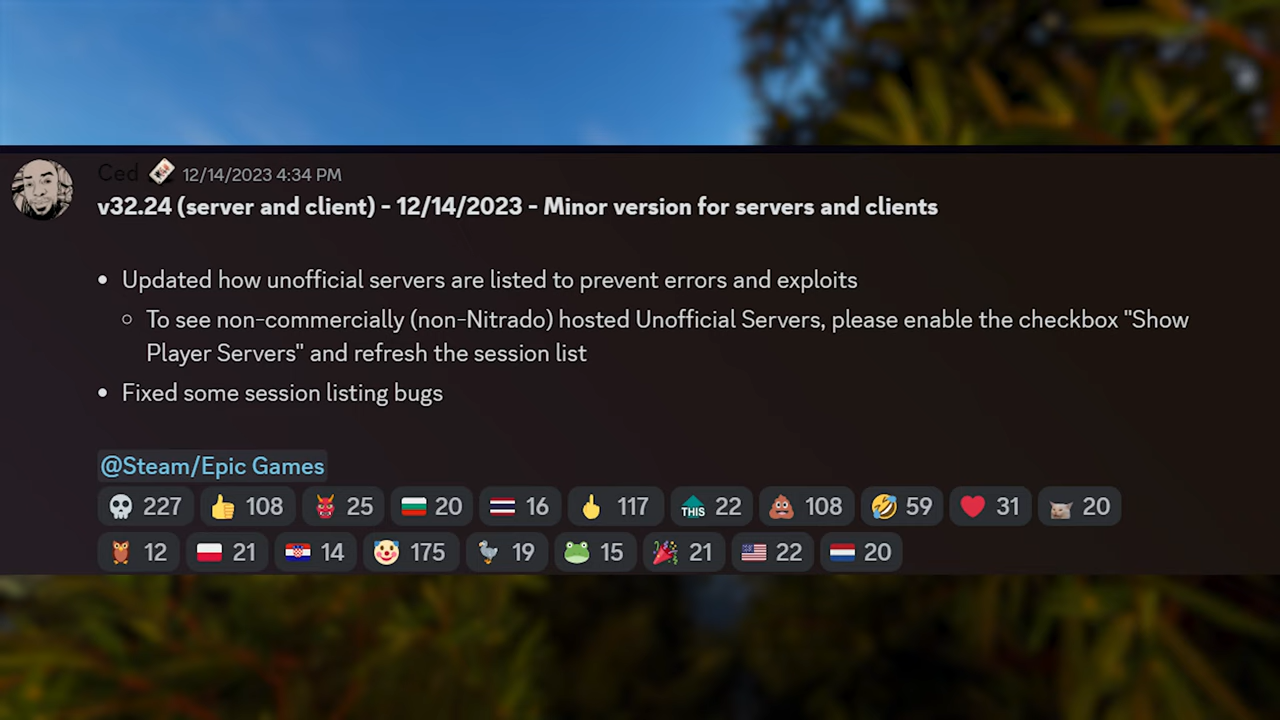 Ced 12/14/2023 4:34 PM
v32.24 (server and client) - 12/14/2023 - Minor version for servers and clients
• Updated how unofficial servers are listed to prevent errors and exploits
○ To see non-commercially (non-Nitrado) hosted Unofficial Servers, please enable the checkbox "Show
Player Servers" and refresh the session list
• Fixed some session listing bugs
@Steam/Epic Games
227 108 25 20 16 117 THIS 22 108 59 31 20
12 21 14 175 19 15 21 22 20